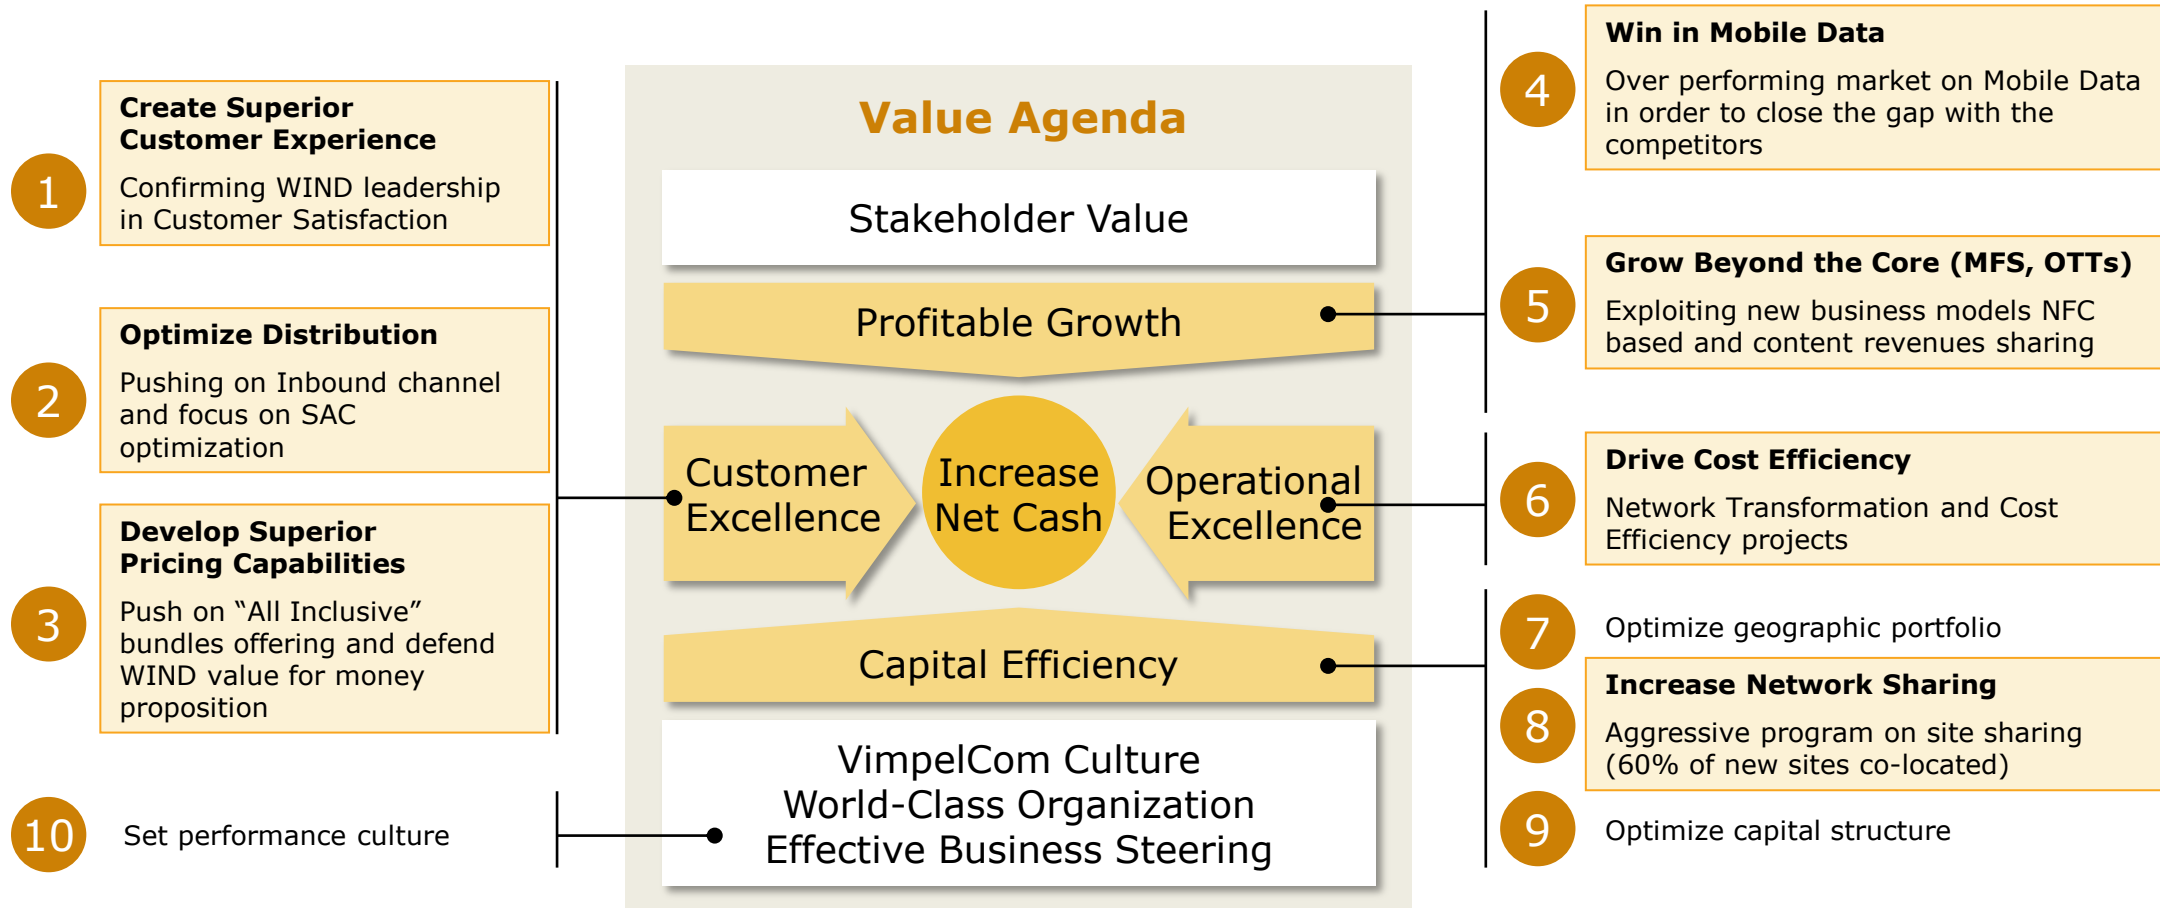 1
Create Superior
Customer Experience
Confirming WIND leadership
in Customer Satisfaction
2
Optimize Distribution
Pushing on Inbound channel
and focus on SAC
optimization
3
Develop Superior
Pricing Capabilities
Push on “All Inclusive”
bundles offering and defend
WIND value for money
proposition
10
Set performance culture
Value Agenda
Stakeholder Value
Profitable Growth
Customer
Excellence
Increase
Net Cash
Operational
Excellence
Capital Efficiency
VimpelCom Culture
World-Class Organization
Effective Business Steering
4
Win in Mobile Data
Over performing market on Mobile Data
in order to close the gap with the
competitors
5
Grow Beyond the Core (MFS, OTTs)
Exploiting new business models NFC
based and content revenues sharing
6
Drive Cost Efficiency
Network Transformation and Cost
Efficiency projects
7
Optimize geographic portfolio
8
Increase Network Sharing
Aggressive program on site sharing
(60% of new sites co-located)
9
Optimize capital structure